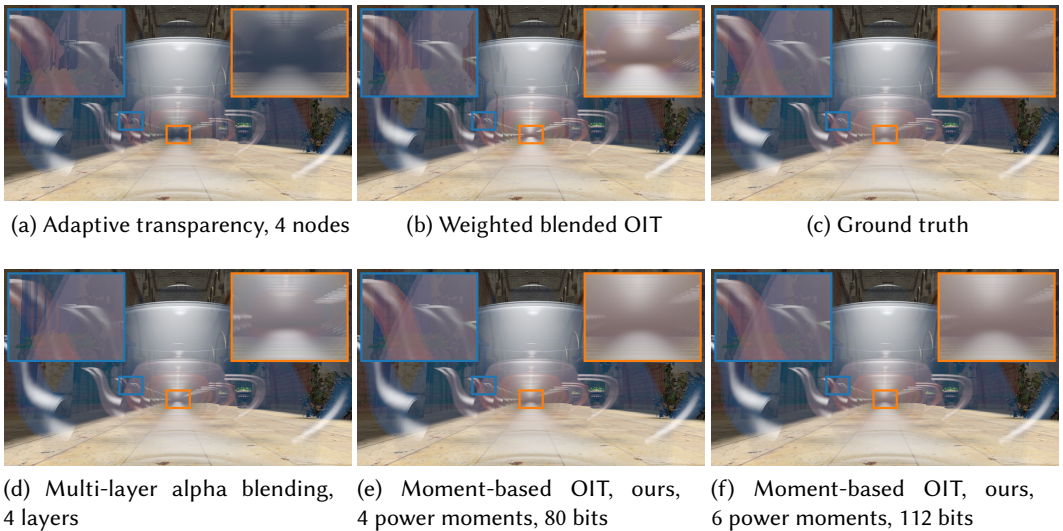 (a) Adaptive transparency, 4 nodes
(b) Weighted blended OIT
(c) Ground truth
(d) Multi-layer alpha blending,
4 layers
(e) Moment-based OIT, ours,
4 power moments, 80 bits
(f) Moment-based OIT, ours,
6 power moments, 112 bits